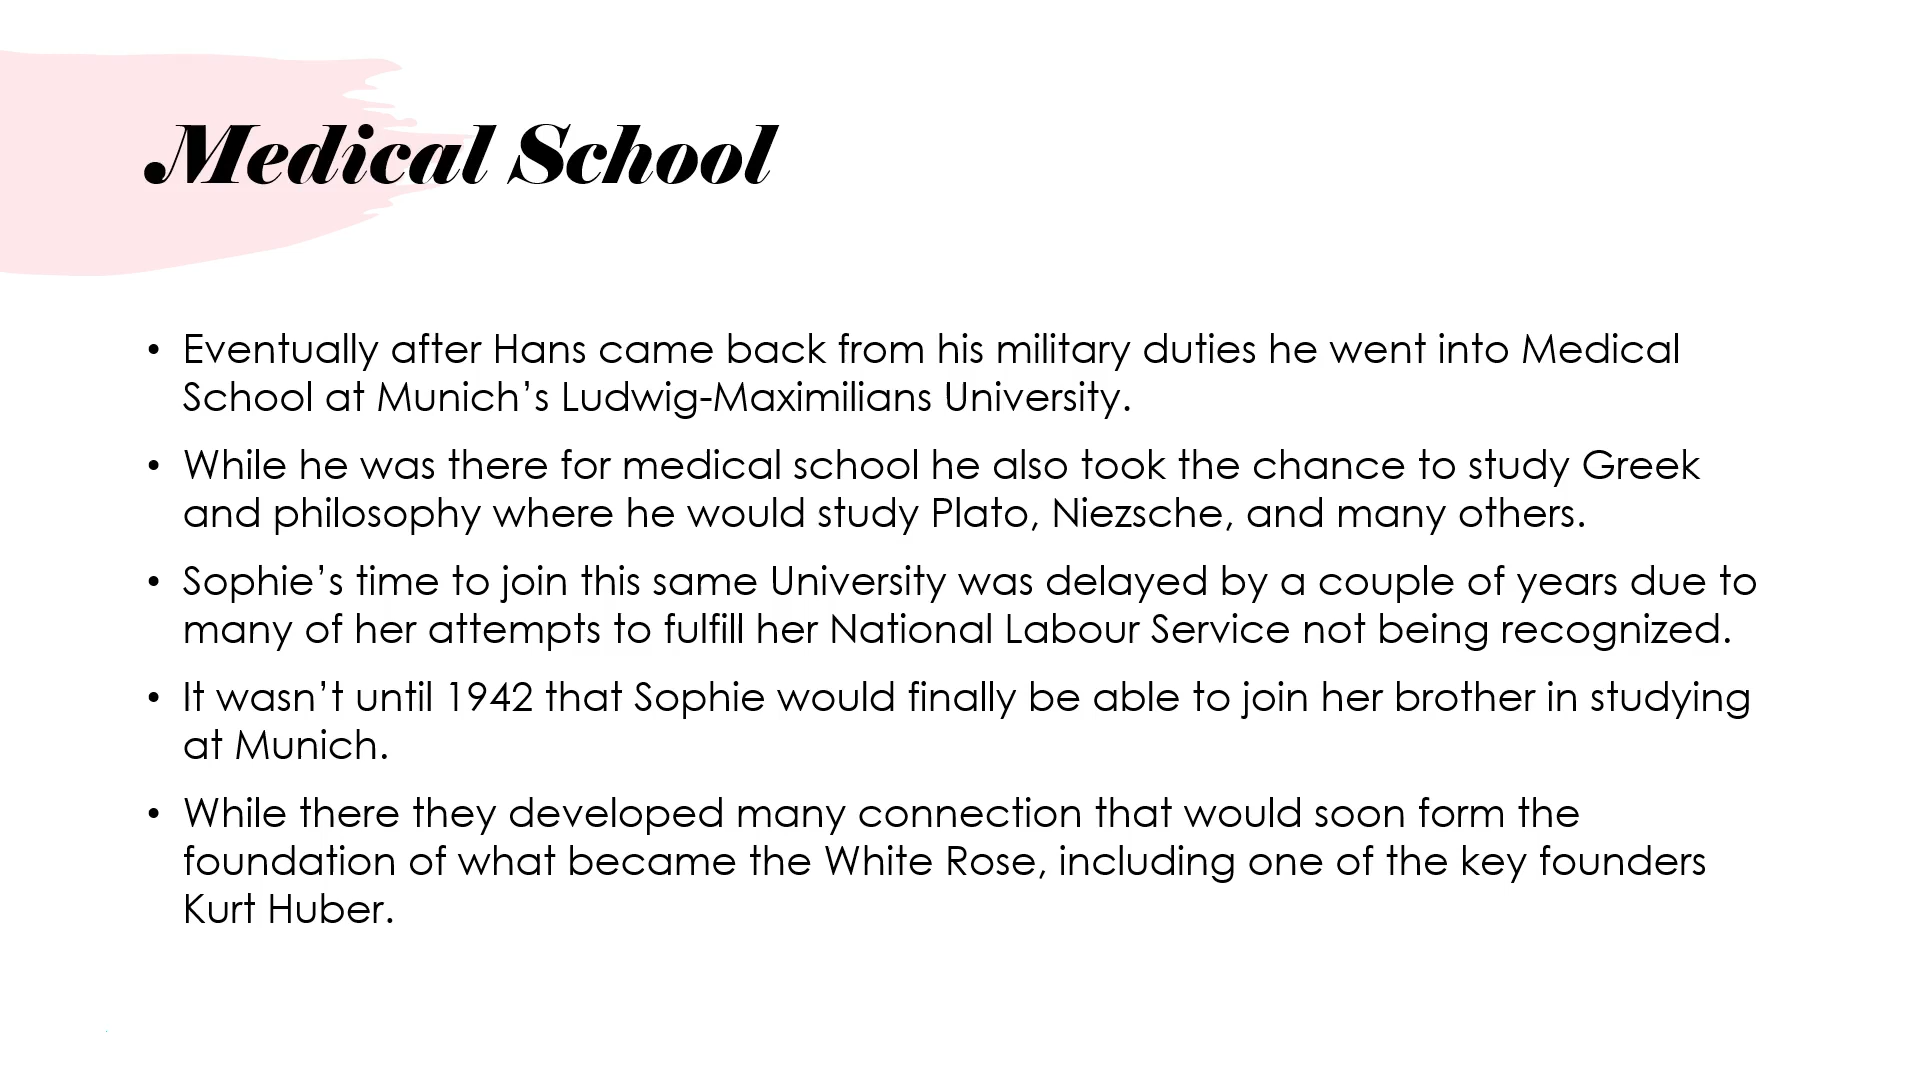 Medical School
• Eventually after Hans came back from his military duties he went into Medical
School at Munich’s Ludwig-Maximilians University.
• While he was there for medical school he also took the chance to study Greek
and philosophy where he would study Plato, Niezsche, and many others.
• Sophie’s time to join this same University was delayed by a couple of years due to
many of her attempts to fulfill her National Labour Service not being recognized.
• It wasn’t until 1942 that Sophie would finally be able to join her brother in studying
at Munich.
• While there they developed many connection that would soon form the
foundation of what became the White Rose, including one of the key founders
Kurt Huber.